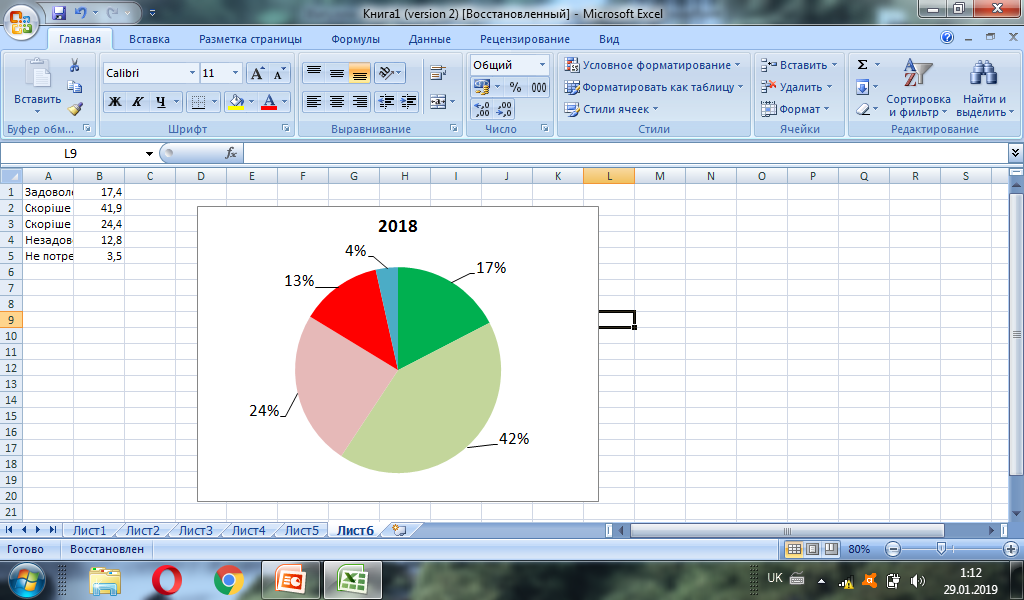 Книга1 (version 2) [Восстановленный] - Microsoft Excel
Главная Вставка Разметка страницы Формулы Данные Рецензирование Вид
Вставить
Calibri 11
Ж К Ч
Общий
% 000
Условное форматирование
Форматировать как таблицу
Стили ячеек
Вставить
Удалить
Формат
Σ
Сортировка и фильтр
Найти и выделить
Буфер обм... Шрифт Выравнивание Число Стили Ячейки Редактирование
L9 fx
A B C D E F G H I J K L M N O P Q R S
1 Задоволе 17,4
2 Скоріше 41,9
3 Скоріше 24,4
4 Незадов 12,8
5 Не потре 3,5
6
7
8
9
10
11
12
13
14
15
16
17
18
19
20
21
2018
4%
17%
13%
24%
42%
Лист1 Лист2 Лист3 Лист4 Лист5 Лист6
Готово Восстановлен 80%
UK 1:12
29.01.2019